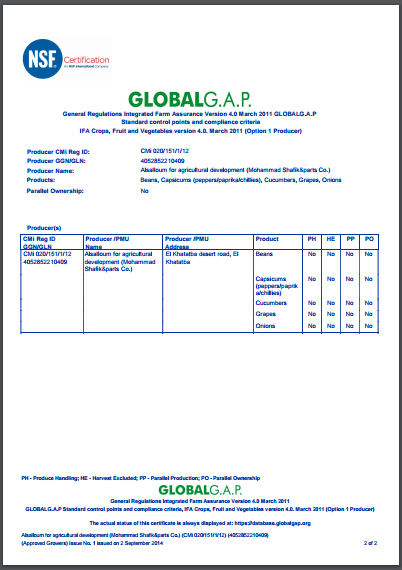 NSF
Certification
An NSF International Company
GLOBALG.A.P.
General Regulations Integrated Farm Assurance Version 4.0 March 2011 GLOBALG.A.P
Standard control points and compliance criteria
IFA Crops, Fruit and Vegetables version 4.0. March 2011 (Option 1 Producer)
Producer CMi Reg ID: CMi 020/151/1/12
Producer GGN/GLN: 4052852210409
Producer Name: Alsalloum for agricultural development (Mohammad Shafik&parts Co.)
Products: Beans, Capsicums (peppers/paprika/chillies), Cucumbers, Grapes, Onions
Parallel Ownership: No
Producer(s)
CMi Reg ID GGN/GLN Producer /PMU Name Producer /PMU Address Product PH HE PP PO
CMi 020/151/1/12 Alsalloum for agricultural El Khatatba desert road, El Beans No No No No
4052852210409 development (Mohammad Khatatba
Shafik&parts Co.)
Capsicums No No No No
(peppers/paprik
a/chillies)
Cucumbers No No No No
Grapes No No No No
Onions No No No No
PH - Produce Handling; HE - Harvest Excluded; PP - Parallel Production; PO - Parallel Ownership
GLOBALG.A.P.
General Regulations Integrated Farm Assurance Version 4.0 March 2011
GLOBALG.A.P Standard control points and compliance criteria, IFA Crops, Fruit and Vegetables version 4.0. March 2011 (Option 1 Producer)
The actual status of this certificate is always displayed at: https://database.globalgap.org
Alsalloum for agricultural development (Mohammad Shafik&parts Co.) (CMi 020/151/1/12) (4052852210409)
(Approved Growers) Issue No. 1 issued on 2 September 2014 2 of 2